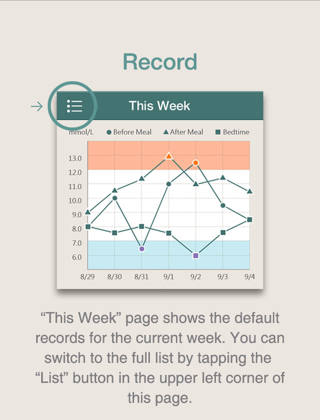 Record
This Week
mmol/L Before Meal After Meal Bedtime
13.0
12.0
11.0
10.0
9.0
8.0
7.0
6.0
8/29 8/30 8/31 9/1 9/2 9/3 9/4
“This Week” page shows the default
records for the current week. You can
switch to the full list by tapping the
“List” button in the upper left corner of
this page.